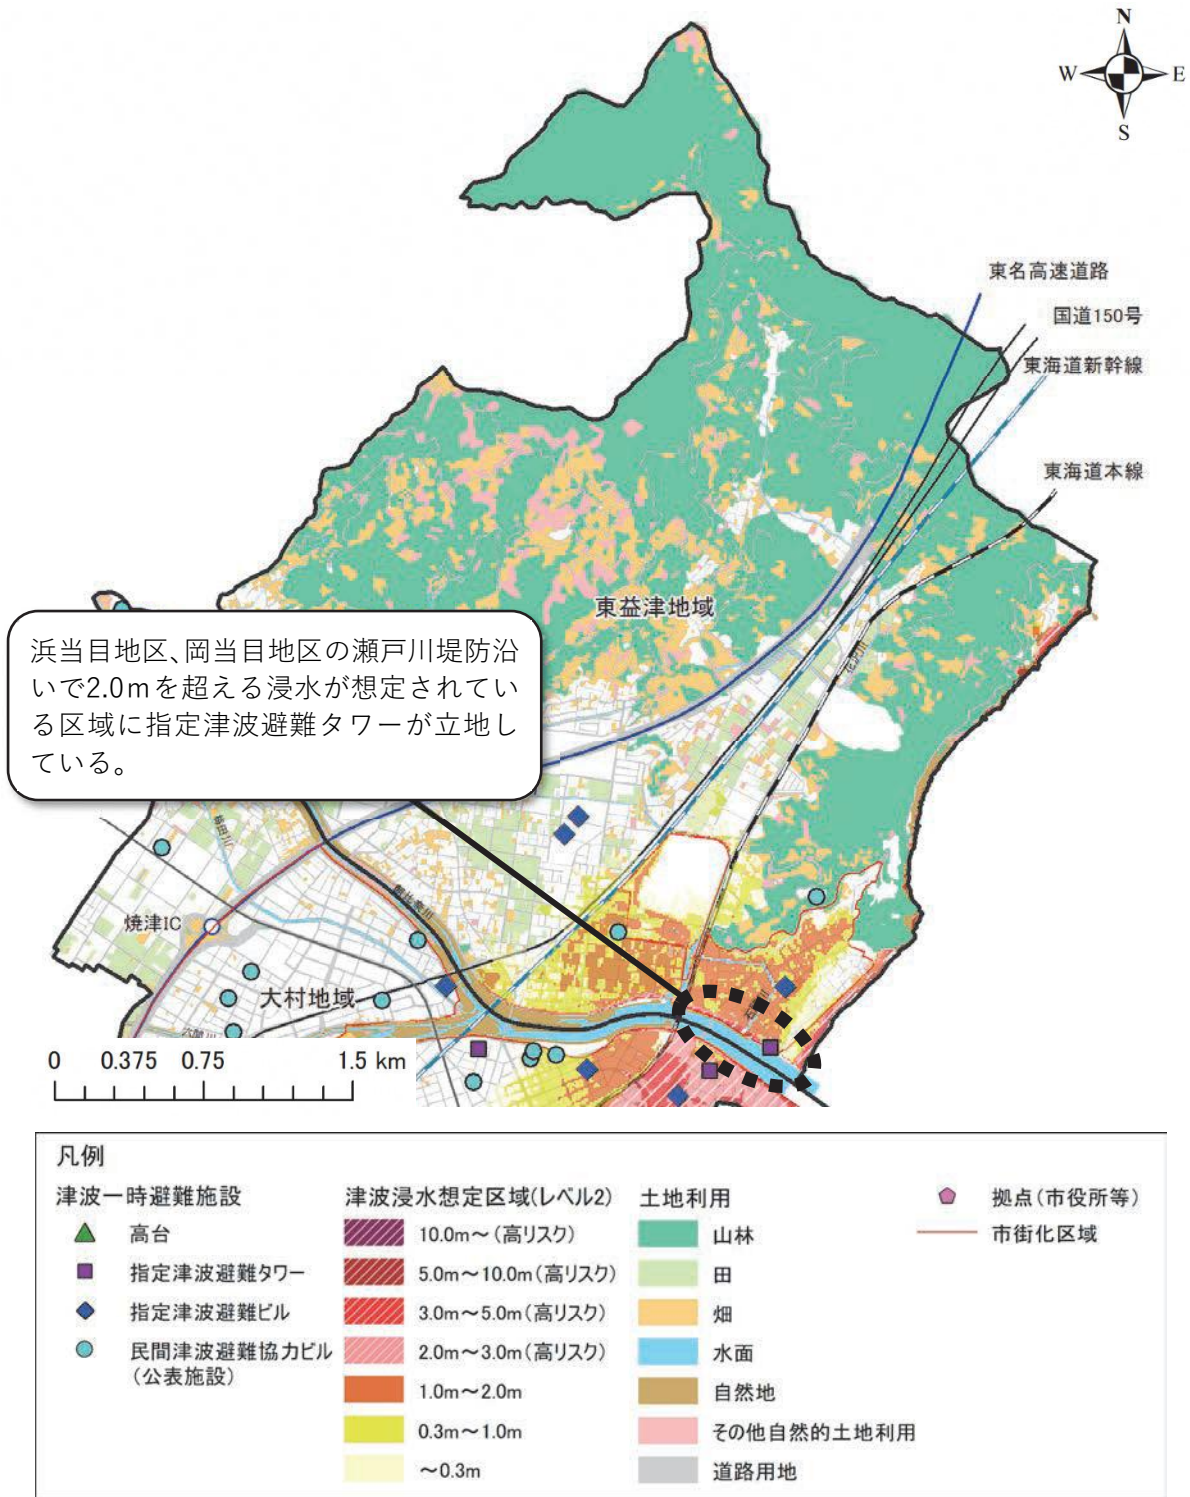 N
W
E
S
東名高速道路
国道150号
東海道新幹線
東海道本線
東益津地域
花沢川
浜当目地区、岡当目地区の瀬戸川堤防沿
いで2.0mを超える浸水が想定されてい
る区域に指定津波避難タワーが立地し
ている。
焼津IC
大村地域
0 0.375 0.75 1.5 km
凡例
津波一時避難施設
高台
指定津波避難タワー
指定津波避難ビル
民間津波避難協力ビル
(公表施設)
津波浸水想定区域(レベル2)
10.0m～(高リスク)
5.0m～10.0m(高リスク)
3.0m～5.0m(高リスク)
2.0m～3.0m(高リスク)
1.0m～2.0m
0.3m～1.0m
～0.3m
土地利用
山林
田
畑
水面
自然地
その他自然的土地利用
道路用地
拠点(市役所等)
市街化区域